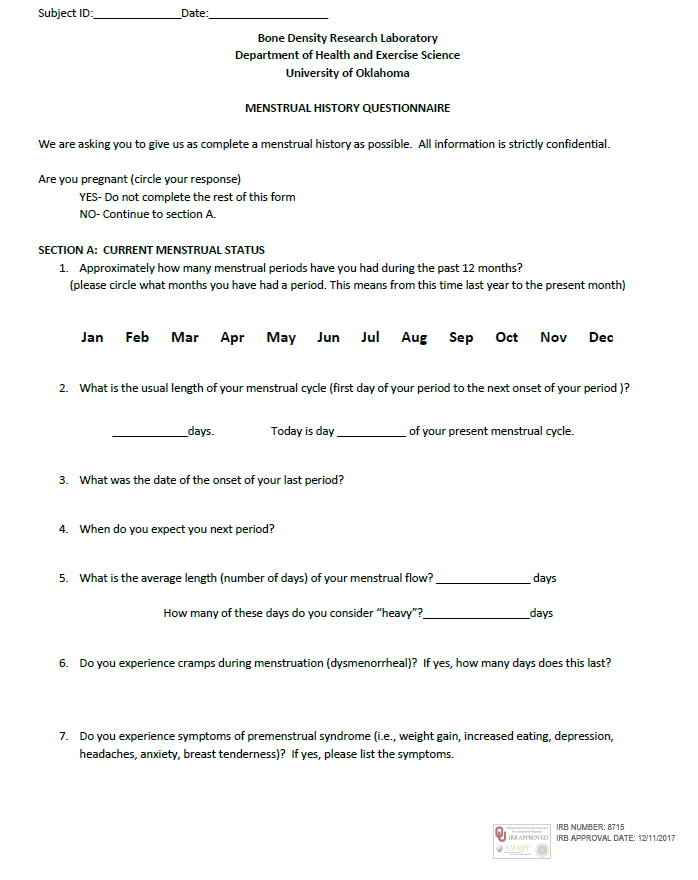 Subject ID:______________Date:___________________
Bone Density Research Laboratory
Department of Health and Exercise Science
University of Oklahoma
MENSTRUAL HISTORY QUESTIONNAIRE
We are asking you to give us as complete a menstrual history as possible.  All information is strictly confidential.
Are you pregnant (circle your response)
YES- Do not complete the rest of this form
NO- Continue to section A.
SECTION A:  CURRENT MENSTRUAL STATUS
1. Approximately how many menstrual periods have you had during the past 12 months?
(please circle what months you have had a period. This means from this time last year to the present month)
Jan Feb Mar Apr May Jun Jul Aug Sep Oct Nov Dec
2. What is the usual length of your menstrual cycle (first day of your period to the next onset of your period )?
____________days. Today is day ___________ of your present menstrual cycle.
3. What was the date of the onset of your last period?
4. When do you expect you next period?
5. What is the average length (number of days) of your menstrual flow? _______________ days
How many of these days do you consider “heavy”?_________________days
6. Do you experience cramps during menstruation (dysmenorrheal)?  If yes, how many days does this last?
7. Do you experience symptoms of premenstrual syndrome (i.e., weight gain, increased eating, depression,
headaches, anxiety, breast tenderness)?  If yes, please list the symptoms.
IRB APPROVED
IRB NUMBER: 8715
IRB APPROVAL DATE: 12/11/2017